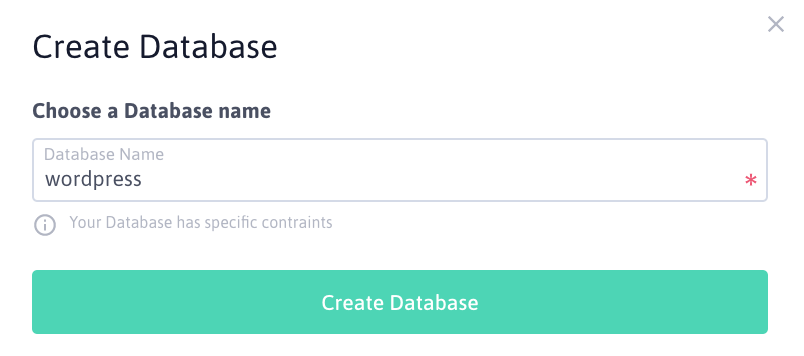 Create Database
Choose a Database name
Database Name
wordpress
*
Your Database has specific contraints
Create Database